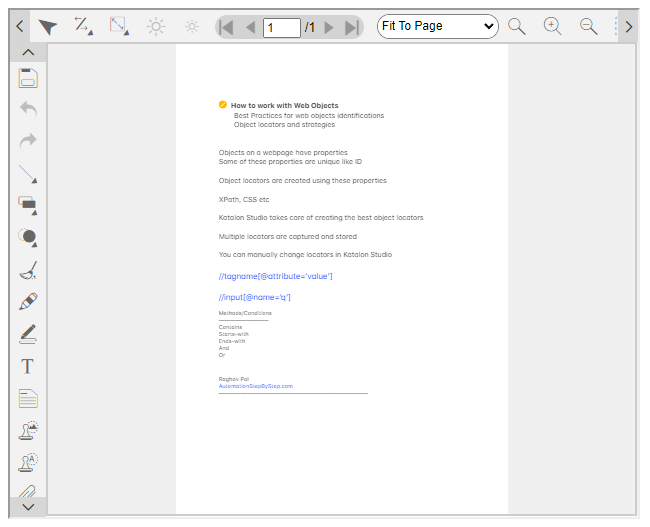 1
/1
Fit To Page
How to work with Web Objects
Best Practices for web objects identifications
Object locators and strategies
Objects on a webpage have properties
Some of these properties are unique like ID
Object locators are created using these properties
XPath, CSS etc
Katalon Studio takes care of creating the best object locators
Multiple locators are captured and stored
You can manually change locators in Katalon Studio
//tagname[@attribute='value']
//input[@name='q']
Methods/Conditions
Contains
Starts-with
Ends-with
And
Or
Raghav Pal
AutomationStepByStep.com
T